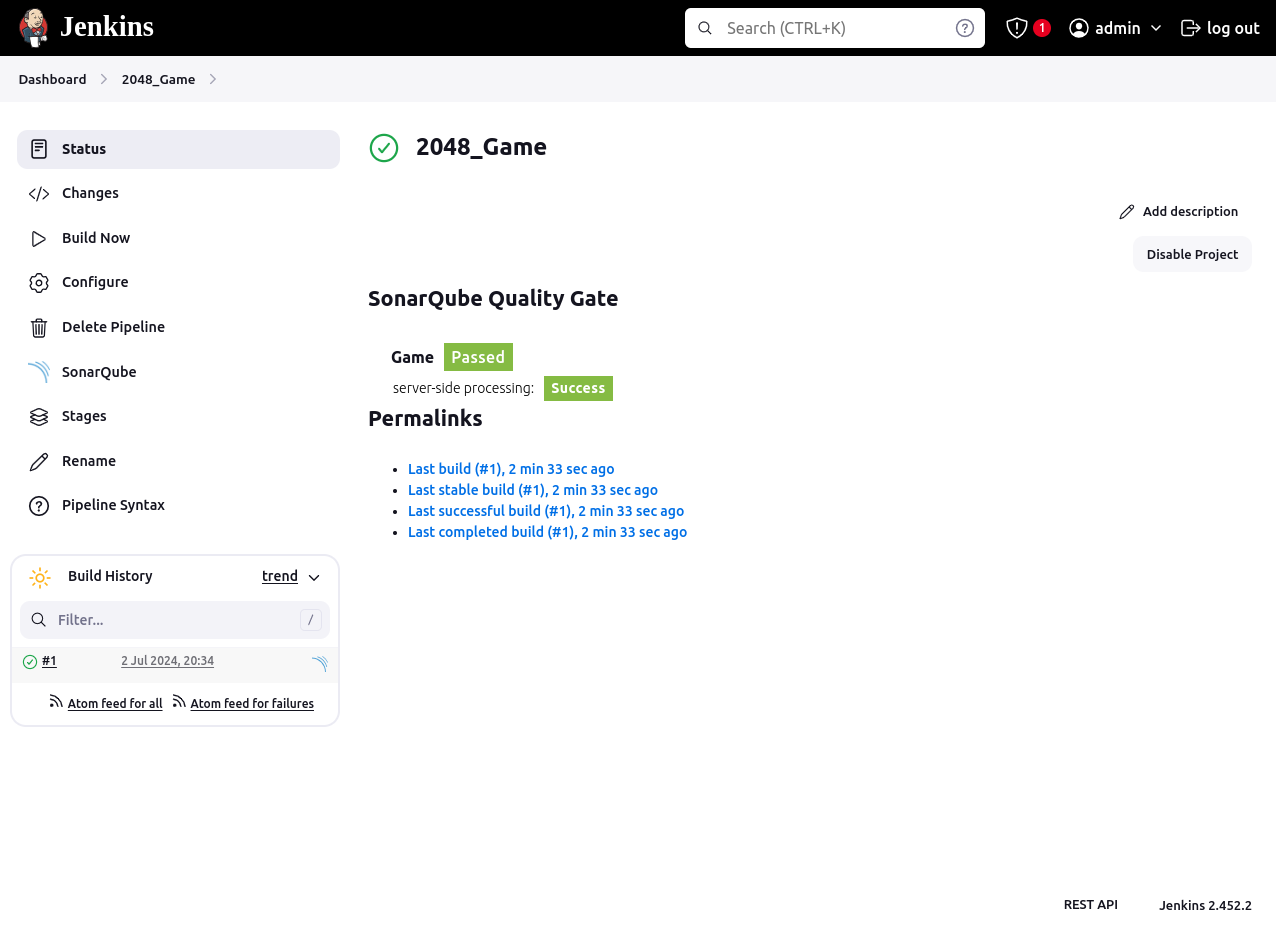 Jenkins
Search (CTRL+K)
1
admin
log out
Dashboard
2048_Game
Status
Changes
Build Now
Configure
Delete Pipeline
SonarQube
Stages
Rename
Pipeline Syntax
Build History
trend
Filter...
/
#1
2 Jul 2024, 20:34
Atom feed for all
Atom feed for failures
2048_Game
Add description
Disable Project
SonarQube Quality Gate
Game Passed
server-side processing: Success
Permalinks
Last build (#1), 2 min 33 sec ago
Last stable build (#1), 2 min 33 sec ago
Last successful build (#1), 2 min 33 sec ago
Last completed build (#1), 2 min 33 sec ago
REST API
Jenkins 2.452.2